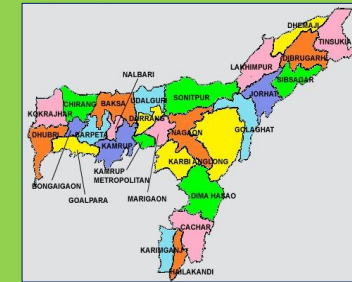 DHEMAJI
TINSUKIA
LAKHIMPUR
DIBRUGARH
SIBSAGAR
NALBARI
CHIRANG
BAKSA
UDALGURI
SONITPUR
JORHAT
KOKRAJHAR
DARRANG
DHUBRI
BARPETA
NAGAON
GOLAGHAT
KAMRUP
KARBI ANGLONG
KAMRUP
METROPOLITAN
MARIGAON
BONGAIGAON
GOALPARA
DIMA HASAO
CACHAR
KARIMGANJ
HAILAKANDI